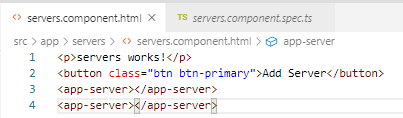 servers.component.html servers.component.spec.ts
src > app > servers > servers.component.html > app-server
1 <p>servers works!</p>
2 <button class="btn btn-primary">Add Server</button>
3 <app-server></app-server>
4 <app-server></app-server>